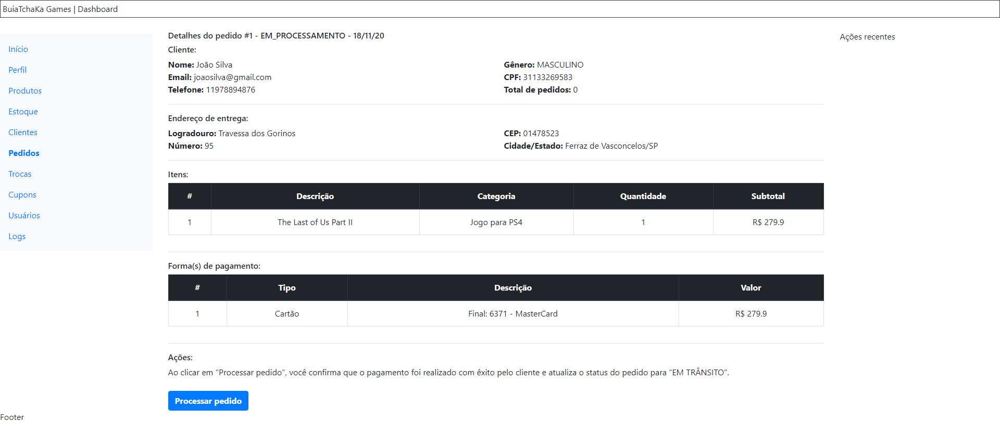 BuiaTchaKa Games | Dashboard
Início
Perfil
Produtos
Estoque
Clientes
Pedidos
Trocas
Cupons
Usuários
Logs
Detalhes do pedido #1 - EM_PROCESSAMENTO - 18/11/20
Cliente:
Nome: João Silva
Gênero: MASCULINO
Email: joaosilva@gmail.com
CPF: 31133269583
Telefone: 11978894876
Total de pedidos: 0
Endereço de entrega:
Logradouro: Travessa dos Gorinos
CEP: 01478523
Número: 95
Cidade/Estado: Ferraz de Vasconcelos/SP
Itens:
# Descrição Categoria Quantidade Subtotal
1 The Last of Us Part II Jogo para PS4 1 R$ 279.9
Forma(s) de pagamento:
# Tipo Descrição Valor
1 Cartão Final: 6371 - MasterCard R$ 279.9
Ações:
Ao clicar em "Processar pedido", você confirma que o pagamento foi realizado com êxito pelo cliente e atualiza o status do pedido para "EM TRÂNSITO".
Processar pedido
Ações recentes
Footer